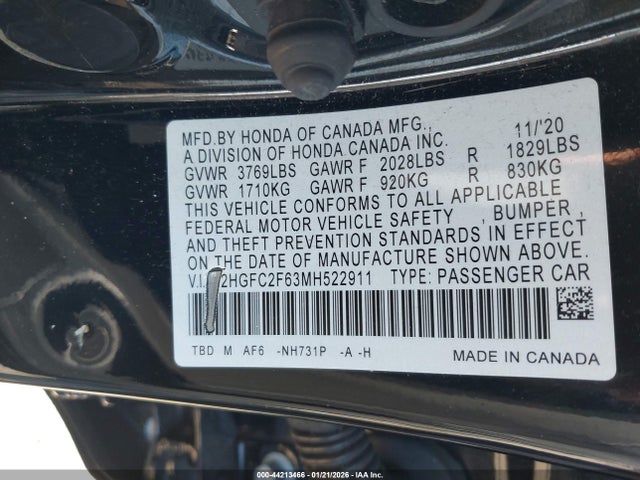 MFD.BY HONDA OF CANADA MFG., 11/'20
A DIVISION OF HONDA CANADA INC.
GVWR 3769LBS GAWR F 2028LBS R 1829LBS
GVWR 1710KG GAWR F 920KG R 830KG
THIS VEHICLE CONFORMS TO ALL APPLICABLE
FEDERAL MOTOR VEHICLE SAFETY , BUMPER ,
AND THEFT PREVENTION STANDARDS IN EFFECT
ON THE DATE OF MANUFACTURE SHOWN ABOVE.
V.I. 2HGFC2F63MH522911 TYPE: PASSENGER CAR
TBD M AF6 -NH731P -A -H
MADE IN CANADA
000-44213466 - 01/21/2026 - IAA Inc.